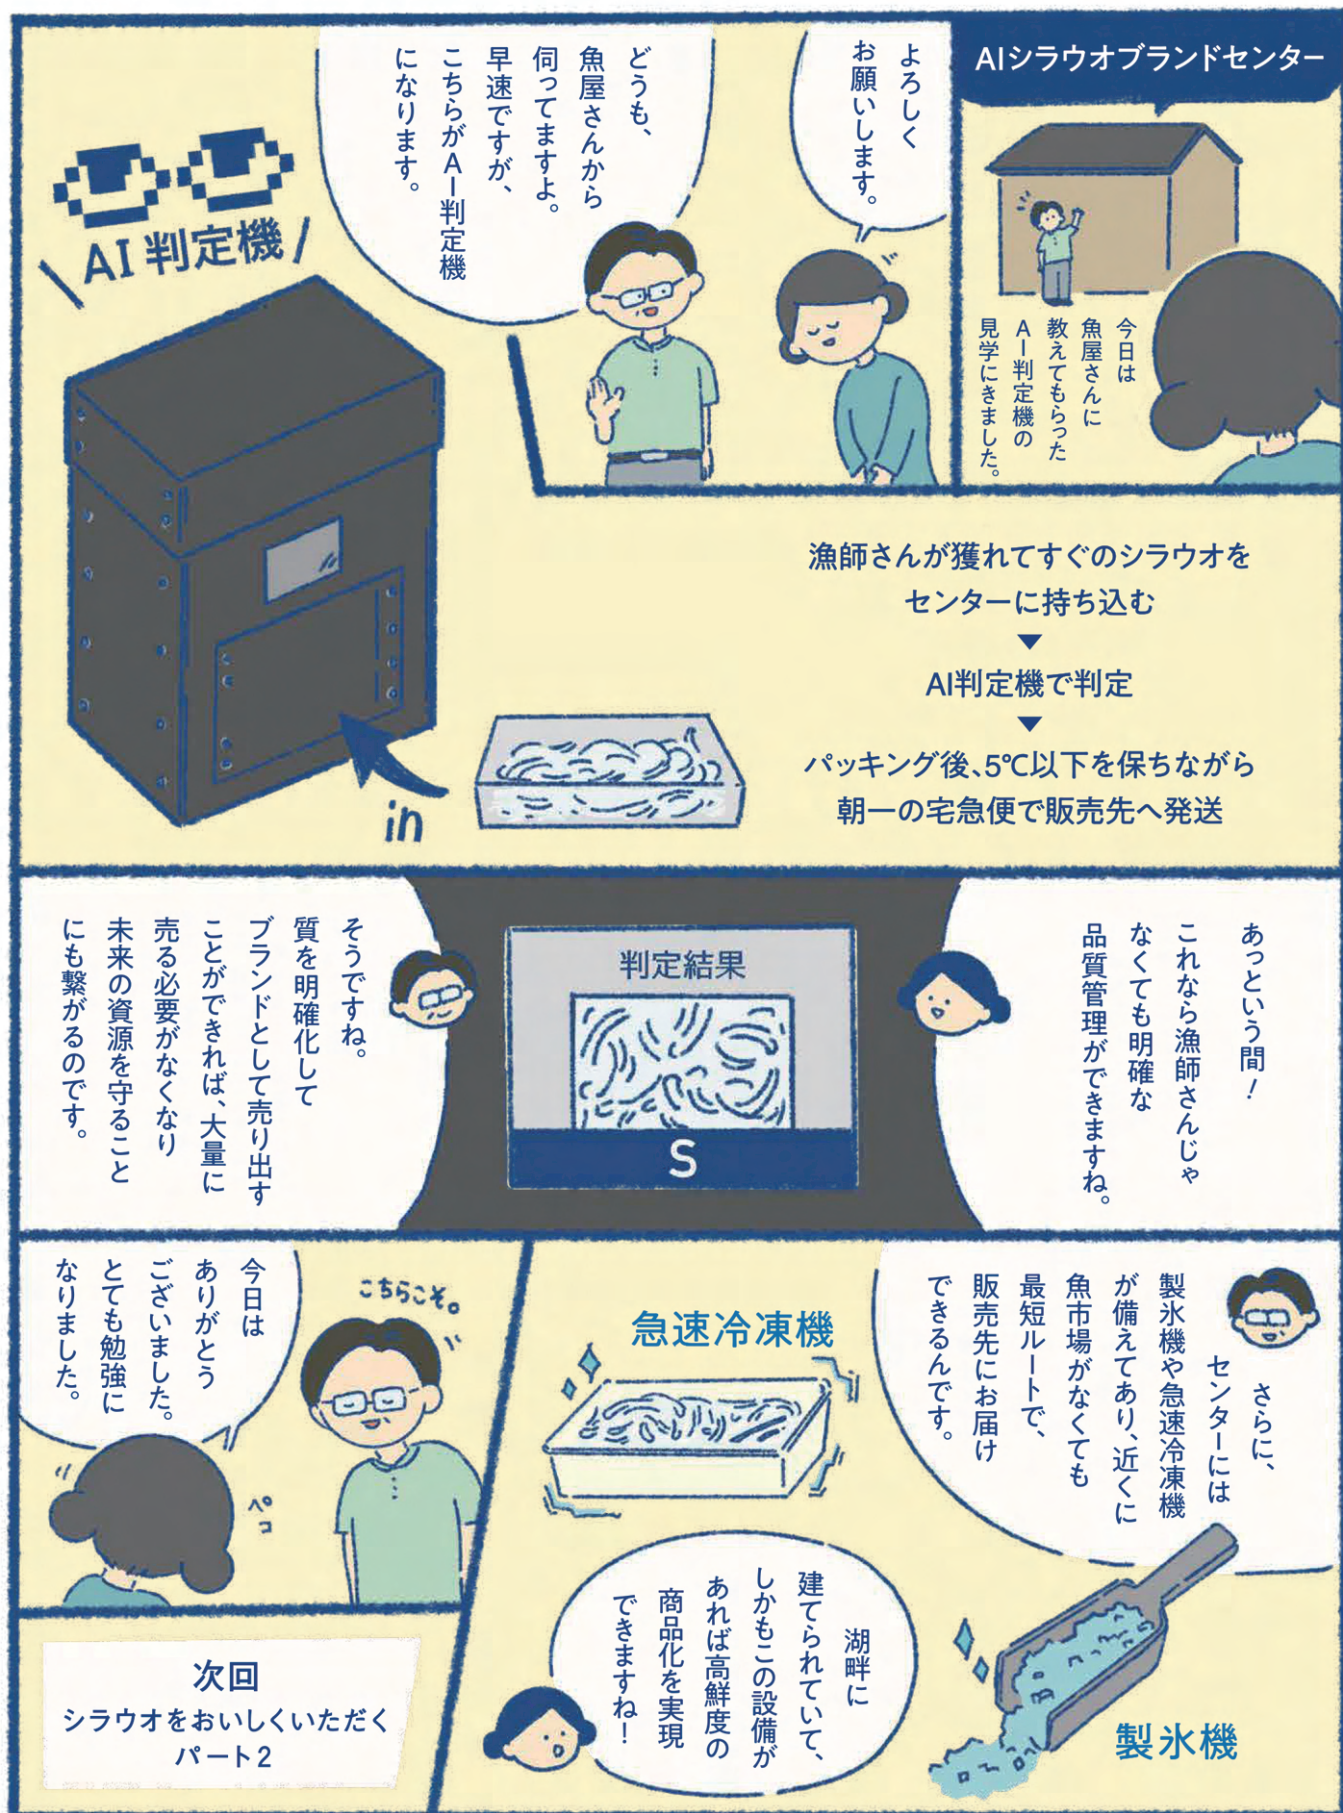 AIシラウオブランドセンター
今日は
魚屋さんに
教えてもらった
AI判定機の
見学にきました。
よろしく
お願いします。
どうも、
魚屋さんから
伺ってますよ。
早速ですが、
こちらがAI判定機
になります。
AI 判定機
in
漁師さんが獲れてすぐのシラウオを
センターに持ち込む
▼
AI判定機で判定
▼
パッキング後、5℃以下を保ちながら
朝一の宅急便で販売先へ発送
あっという間！
これなら漁師さんじゃ
なくても明確な
品質管理ができますね。
判定結果
S
そうですね。
質を明確化して
ブランドとして売り出す
ことができれば、大量に
売る必要がなくなり
未来の資源を守ること
にも繋がるのです。
さらに、
センターには
製氷機や急速冷凍機
が備えてあり、近くに
魚市場がなくても
最短ルートで、
販売先にお届け
できるんです。
急速冷凍機
製氷機
湖畔に
建てられていて、
しかもこの設備が
あれば高鮮度の
商品化を実現
できますね！
こちらこそ。
今日は
ありがとう
ございました。
とても勉強に
なりました。
ペコ
次回
シラウオをおいしくいただく
パート2